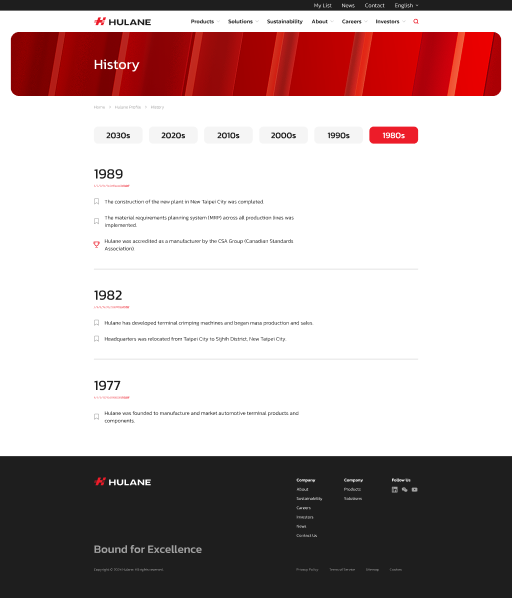 My List News Contact English
HULANE
Products Solutions Sustainability About Careers Investors
History
Home > Hulane Profile > History
2030s 2020s 2010s 2000s 1990s 1980s
1989
The construction of the new plant in New Taipei City was completed.
The material requirements planning system (MRP) across all production lines was
implemented.
Hulane was accredited as a manufacturer by the CSA Group (Canadian Standards
Association).
1982
Hulane has developed terminal crimping machines and began mass production and sales.
Headquarters was relocated from Taipei City to Sijhih District, New Taipei City.
1977
Hulane was founded to manufacture and market automotive terminal products and
components.
HULANE
Company Company Follow Us
About Products
Sustainability Solutions
Careers
Investors
News
Contact Us
Bound for Excellence
Copyright © 2024 Hulane. All rights reserved.
Privacy Policy Terms of Service Sitemap Cookies